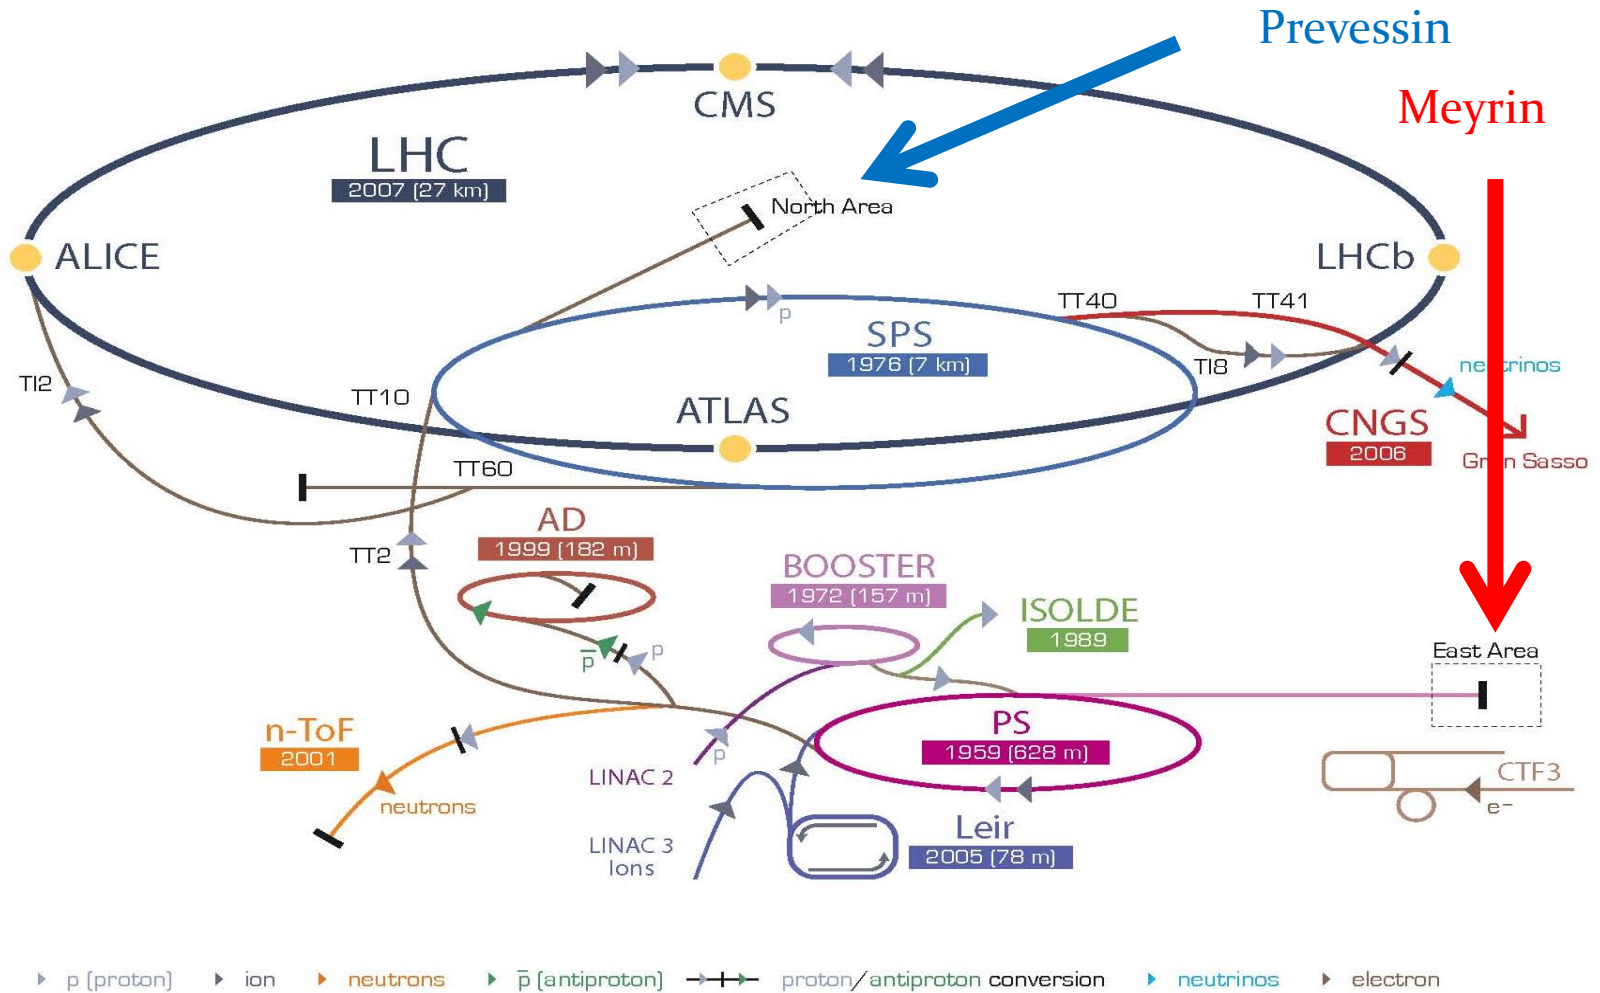 Prevessin
Meyrin
CMS
LHC
2007 (27 km)
North Area
ALICE
LHCb
TT40
TT41
p
SPS
1976 (7 km)
TI8
neutrinos
TI2
TT10
ATLAS
CNGS
2006
Gran Sasso
TT60
AD
1999 (182 m)
TT2
BOOSTER
1972 (157 m)
ISOLDE
1989
East Area
p̅
p
n-ToF
2001
PS
1959 (628 m)
p
LINAC 2
neutrons
CTF3
e⁻
Leir
2005 (78 m)
LINAC 3
Ions
p (proton)
ion
neutrons
p̅ (antiproton)
proton/antiproton conversion
neutrinos
electron